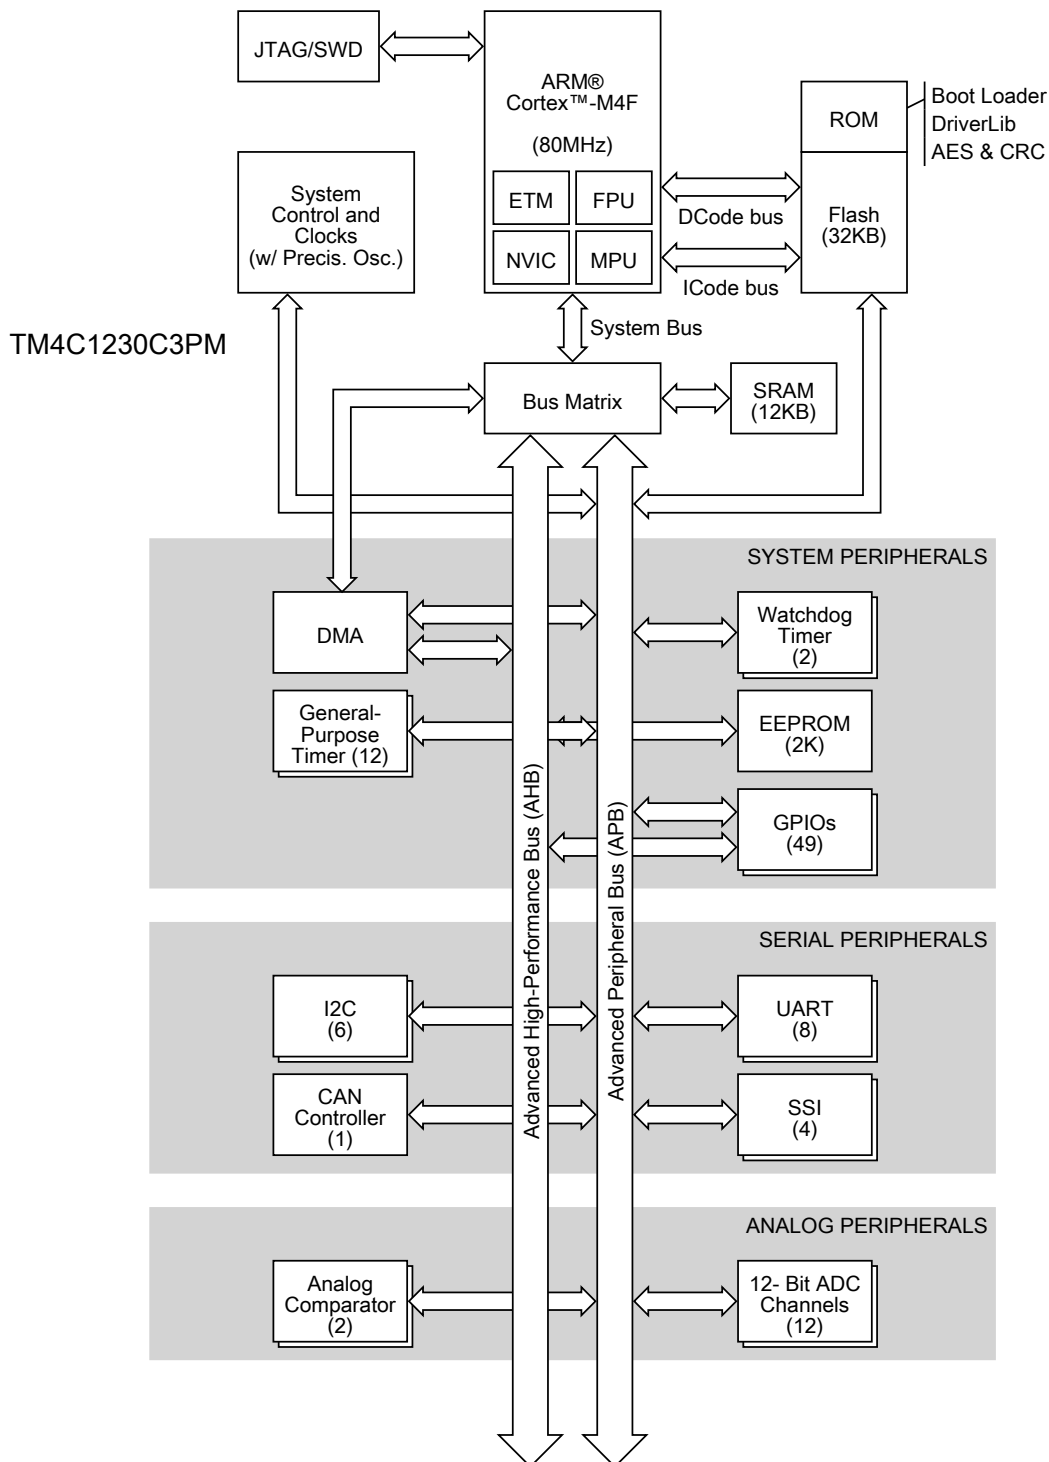 JTAG/SWD
ARM®
Cortex™-M4F
(80MHz)
ETM
FPU
NVIC
MPU
ROM
Boot Loader
DriverLib
AES & CRC
Flash
(32KB)
DCode bus
ICode bus
System
Control and
Clocks
(w/ Precis. Osc.)
TM4C1230C3PM
System Bus
Bus Matrix
SRAM
(12KB)
SYSTEM PERIPHERALS
DMA
Watchdog
Timer
(2)
General-
Purpose
Timer (12)
EEPROM
(2K)
GPIOs
(49)
Advanced High-Performance Bus (AHB)
Advanced Peripheral Bus (APB)
SERIAL PERIPHERALS
I2C
(6)
UART
(8)
CAN
Controller
(1)
SSI
(4)
ANALOG PERIPHERALS
Analog
Comparator
(2)
12- Bit ADC
Channels
(12)